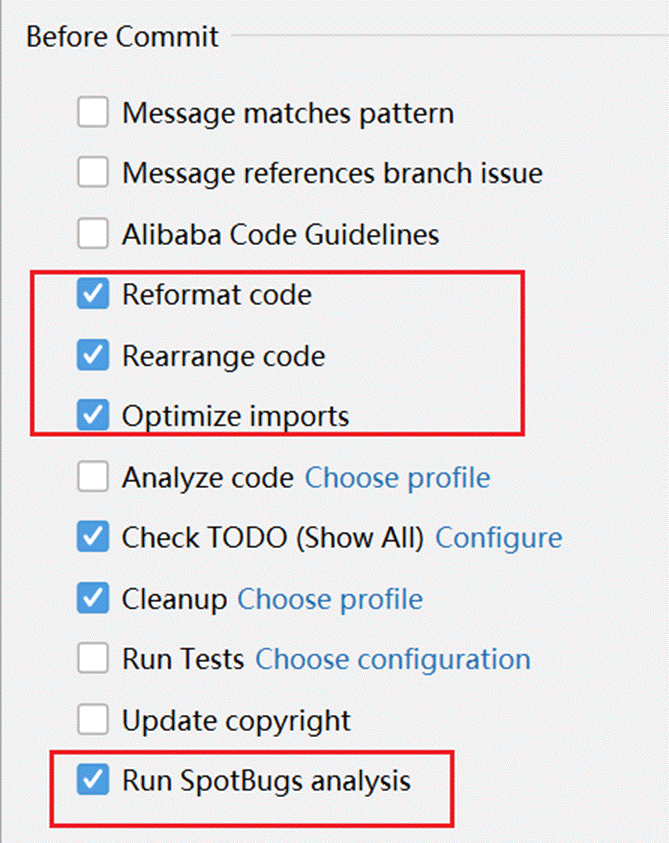 Before Commit
Message matches pattern
Message references branch issue
Alibaba Code Guidelines
Reformat code
Rearrange code
Optimize imports
Analyze code Choose profile
Check TODO (Show All) Configure
Cleanup Choose profile
Run Tests Choose configuration
Update copyright
Run SpotBugs analysis